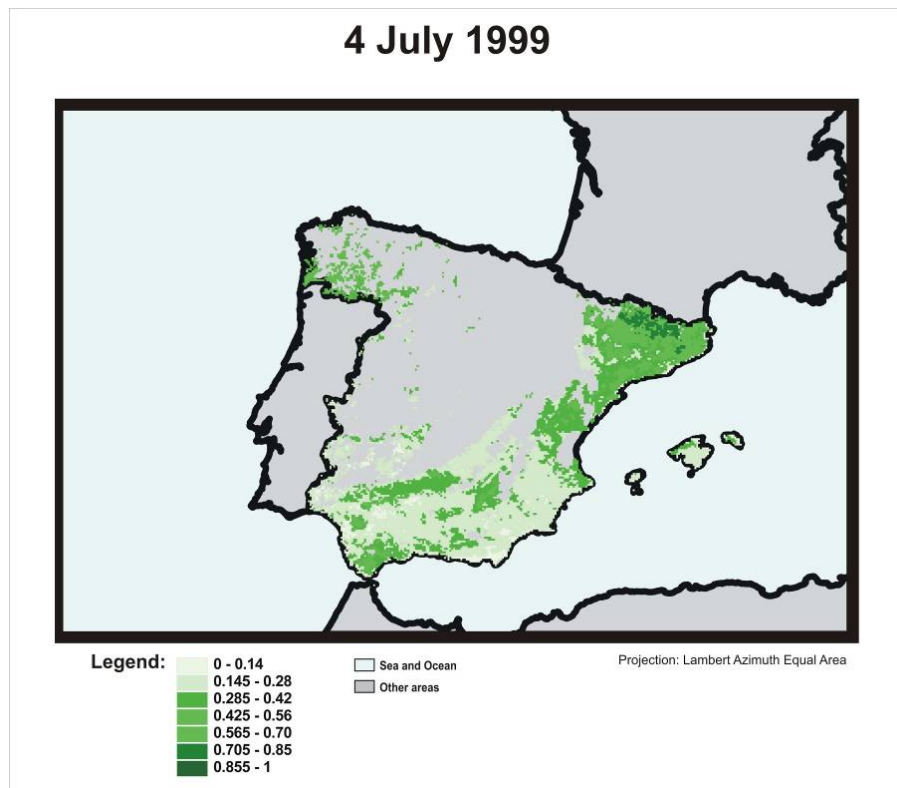 4 July 1999
Legend:
0 - 0.14
0.145 - 0.28
0.285 - 0.42
0.425 - 0.56
0.565 - 0.70
0.705 - 0.85
0.855 - 1
Sea and Ocean
Other areas
Projection: Lambert Azimuth Equal Area